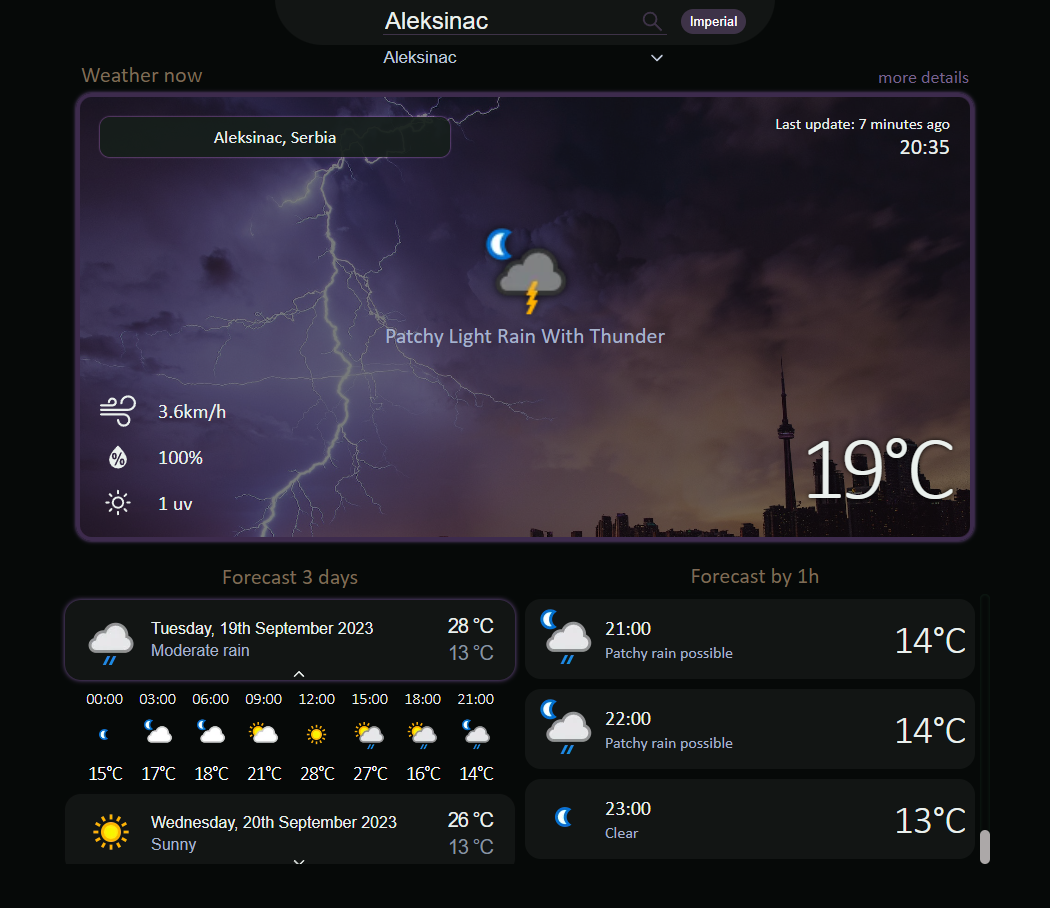 Aleksinac
Imperial
Aleksinac
Weather now
more details
Aleksinac, Serbia
Last update: 7 minutes ago
20:35
Patchy Light Rain With Thunder
3.6km/h
%
100%
1 uv
19°C
Forecast 3 days
Tuesday, 19th September 2023
28 °C
Moderate rain
13 °C
00:00 03:00 06:00 09:00 12:00 15:00 18:00 21:00
15°C 17°C 18°C 21°C 28°C 27°C 16°C 14°C
Wednesday, 20th September 2023
26 °C
Sunny
13 °C
Forecast by 1h
21:00
Patchy rain possible
14°C
22:00
Patchy rain possible
14°C
23:00
Clear
13°C